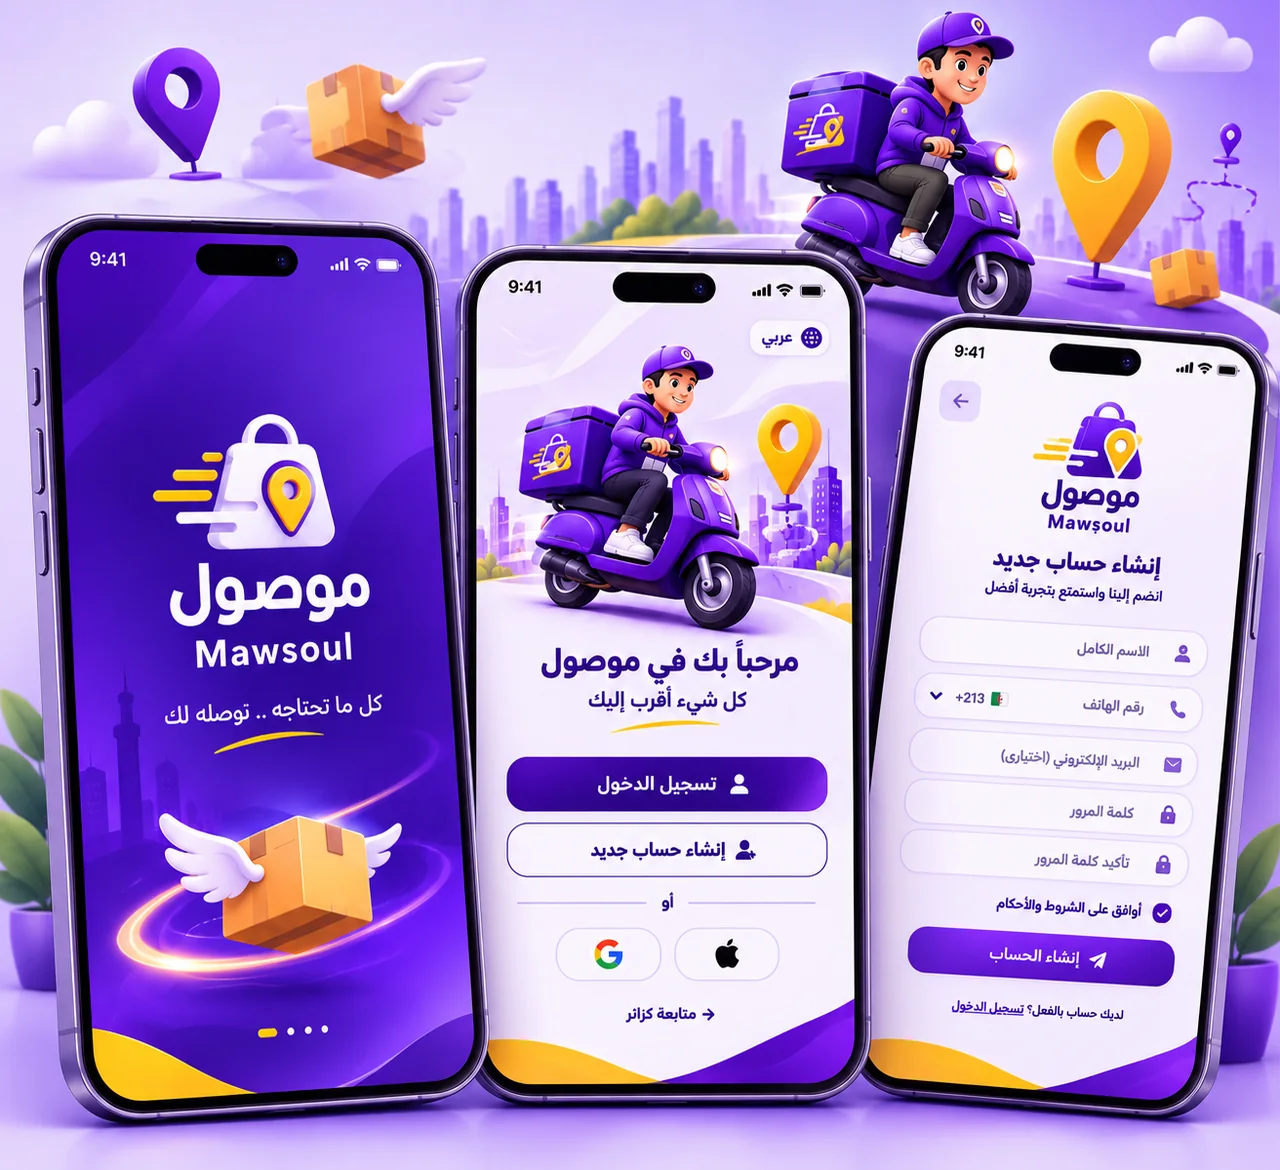 9:41
موصول
Mawsoul
كل ما تحتاجه .. توصله لك
9:41
عربي
مرحباً بك في موصول
كل شيء أقرب إليك
تسجيل الدخول
إنشاء حساب جديد
أو
متابعة كزائر →
9:41
←
موصول
Mawṣoul
إنشاء حساب جديد
انضم إلينا واستمتع بتجربة أفضل
الاسم الكامل
رقم الهاتف
+213
البريد الإلكتروني (اختياري)
كلمة المرور
تأكيد كلمة المرور
أوافق على الشروط والأحكام
إنشاء الحساب
لديك حساب بالفعل؟ تسجيل الدخول